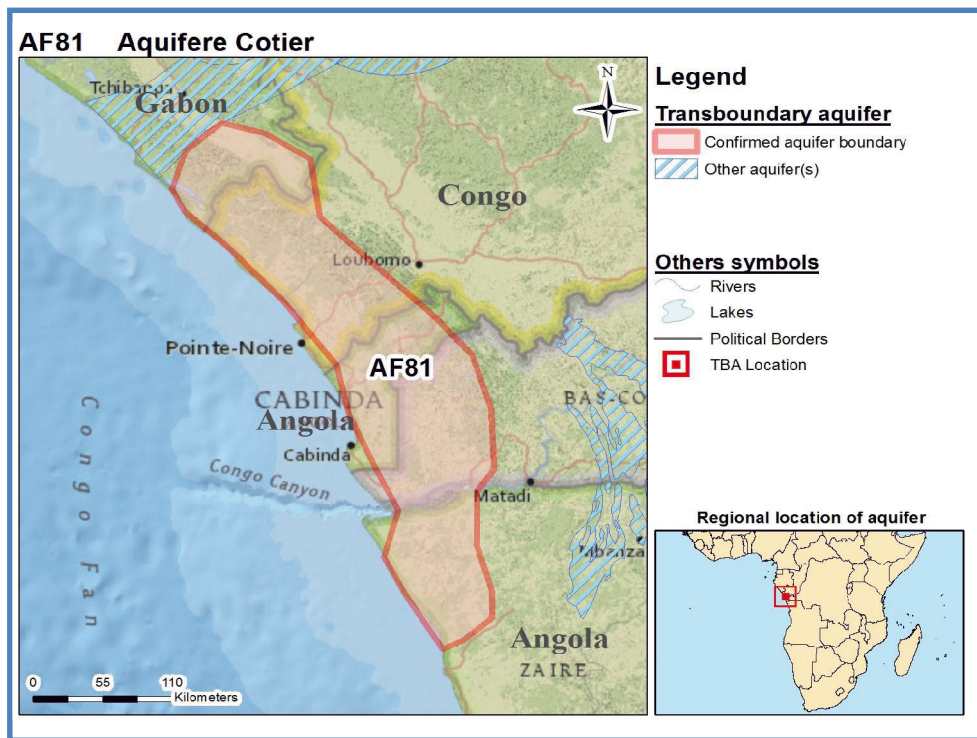 AF81 Aquifere Cotier
Gabon
N
Congo
Loubomo
Pointe-Noire
AF81
CABINDA
Angola
Cabinda
Congo Canyon
Matadi
Congo Fan
Angola
ZAIRE
0 55 110
Kilometers
Legend
Transboundary aquifer
Confirmed aquifer boundary
Other aquifer(s)
Others symbols
Rivers
Lakes
Political Borders
TBA Location
Regional location of aquifer